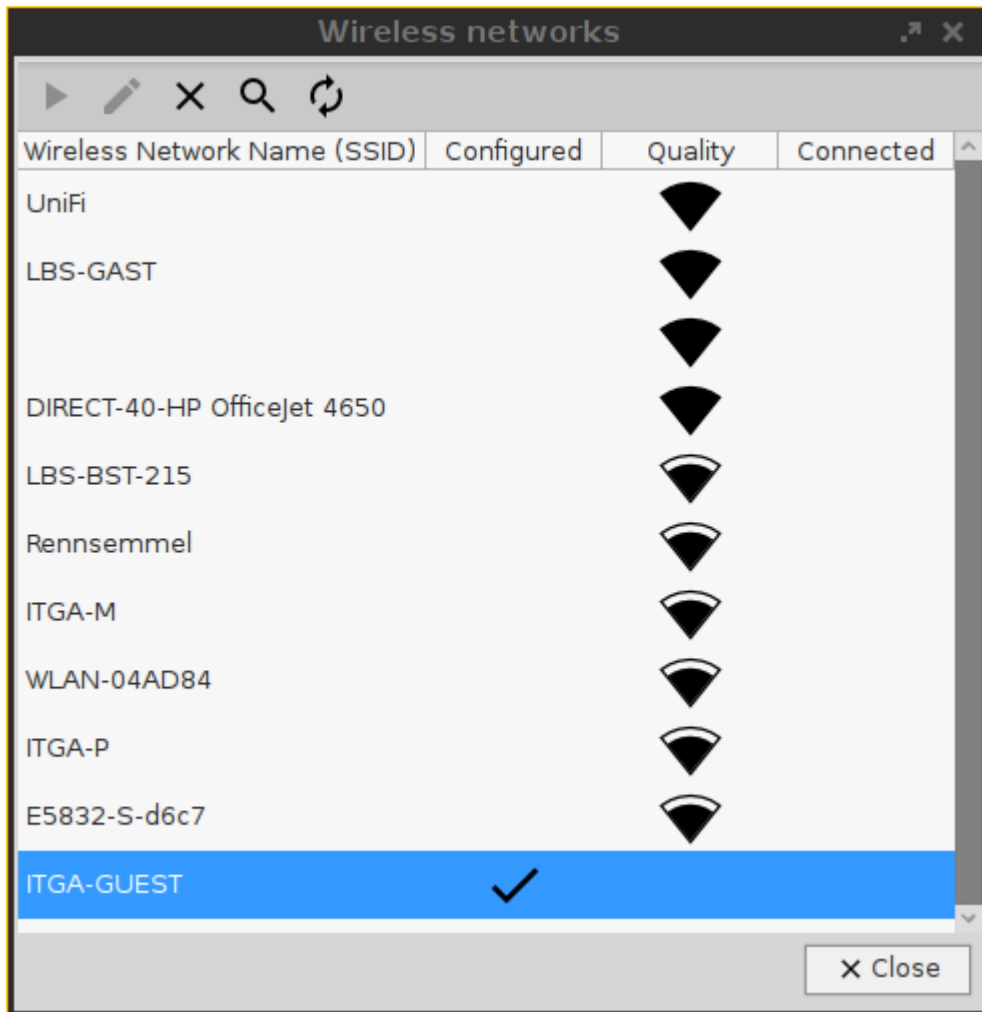 Wireless networks
Wireless Network Name (SSID) Configured Quality Connected
UniFi
LBS-GAST
DIRECT-40-HP OfficeJet 4650
LBS-BST-215
Rennsemmel
ITGA-M
WLAN-04AD84
ITGA-P
E5832-S-d6c7
ITGA-GUEST
Close